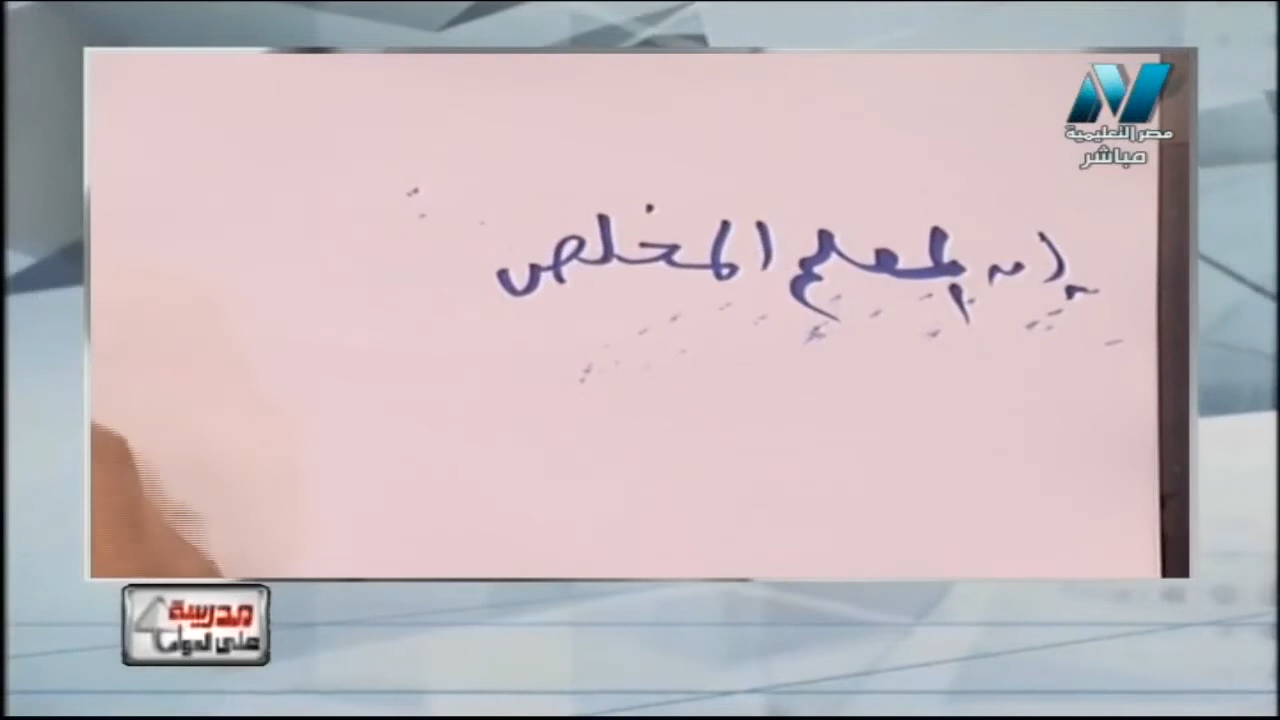 مصر التعليمية
مباشر
المعلم المخلص
مدرسة
على الهواء